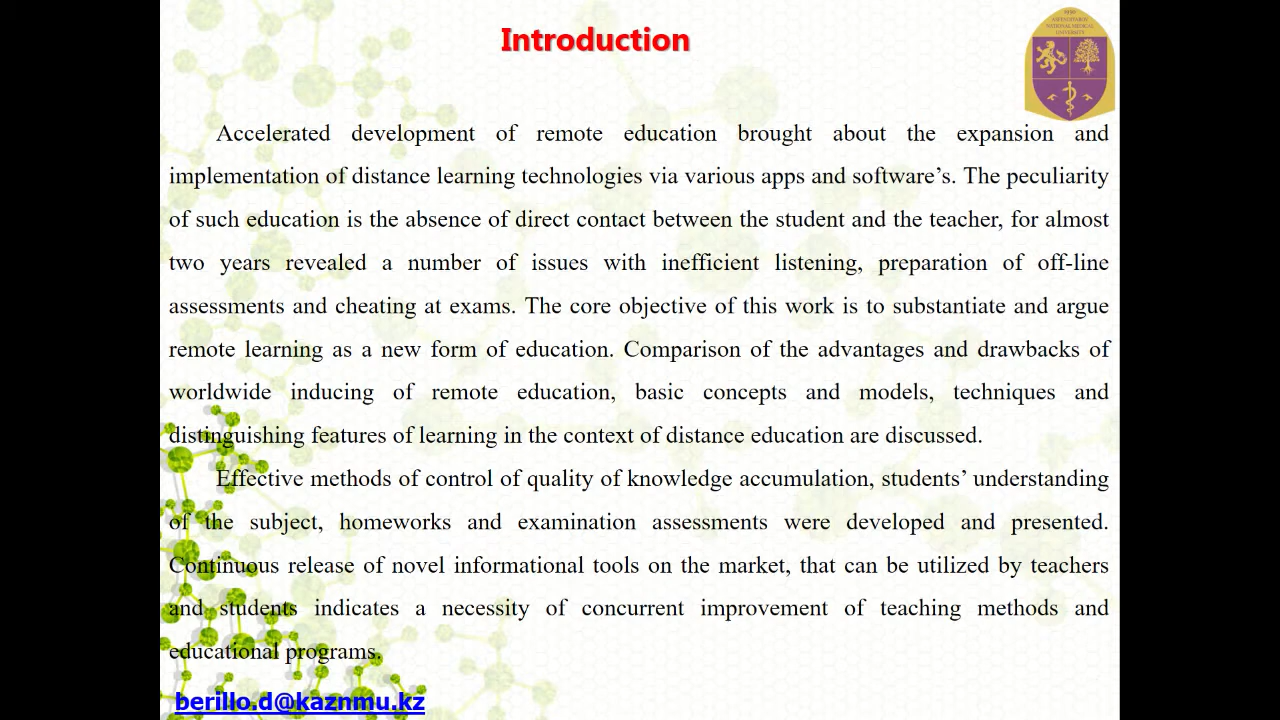 Introduction
ASFENDIYAROV
NATIONAL MEDICAL
UNIVERSITY
Accelerated development of remote education brought about the expansion and
implementation of distance learning technologies via various apps and software’s. The peculiarity
of such education is the absence of direct contact between the student and the teacher, for almost
two years revealed a number of issues with inefficient listening, preparation of off-line
assessments and cheating at exams. The core objective of this work is to substantiate and argue
remote learning as a new form of education. Comparison of the advantages and drawbacks of
worldwide inducing of remote education, basic concepts and models, techniques and
distinguishing features of learning in the context of distance education are discussed.
Effective methods of control of quality of knowledge accumulation, students’ understanding
of the subject, homeworks and examination assessments were developed and presented.
Continuous release of novel informational tools on the market, that can be utilized by teachers
and students indicates a necessity of concurrent improvement of teaching methods and
educational programs.
berillo.d@kaznmu.kz